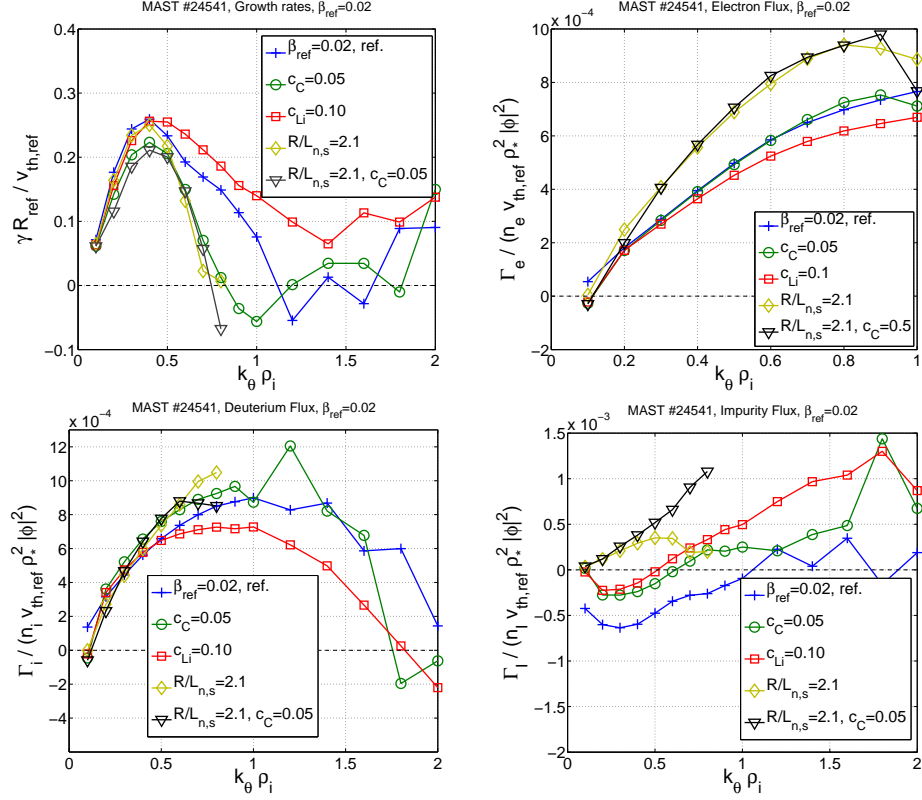 MAST #24541, Growth rates, β_ref=0.02
γ R_ref / v_th,ref
0.4
0.3
0.2
0.1
0
−0.1
β_ref=0.02, ref.
c_C=0.05
c_Li=0.10
R/L_n,s=2.1
R/L_n,s=2.1, c_C=0.05
0 0.5 1 1.5 2
k_θ ρ_i
MAST #24541, Electron Flux, β_ref=0.02
x 10^−4
Γ_e / (n_e v_th,ref ρ_*^2 |ϕ|^2)
10
8
6
4
2
0
−2
β_ref=0.02, ref.
c_C=0.05
c_Li=0.1
R/L_n,s=2.1
R/L_n,s=2.1, c_C=0.5
0 0.2 0.4 0.6 0.8 1
k_θ ρ_i
MAST #24541, Deuterium Flux, β_ref=0.02
x 10^−4
Γ_i / (n_i v_th,ref ρ_*^2 |ϕ|^2)
12
10
8
6
4
2
0
−2
−4
β_ref=0.02, ref.
c_C=0.05
c_Li=0.10
R/L_n,s=2.1
R/L_n,s=2.1, c_C=0.05
0 0.5 1 1.5 2
k_θ ρ_i
MAST #24541, Impurity Flux, β_ref=0.02
x 10^−3
Γ_I / (n_I v_th,ref ρ_*^2 |ϕ|^2)
1.5
1
0.5
0
−0.5
−1
−1.5
−2
β_ref=0.02, ref.
c_C=0.05
c_Li=0.10
R/L_n,s=2.1
R/L_n,s=2.1, c_C=0.05
0 0.5 1 1.5 2
k_θ ρ_i